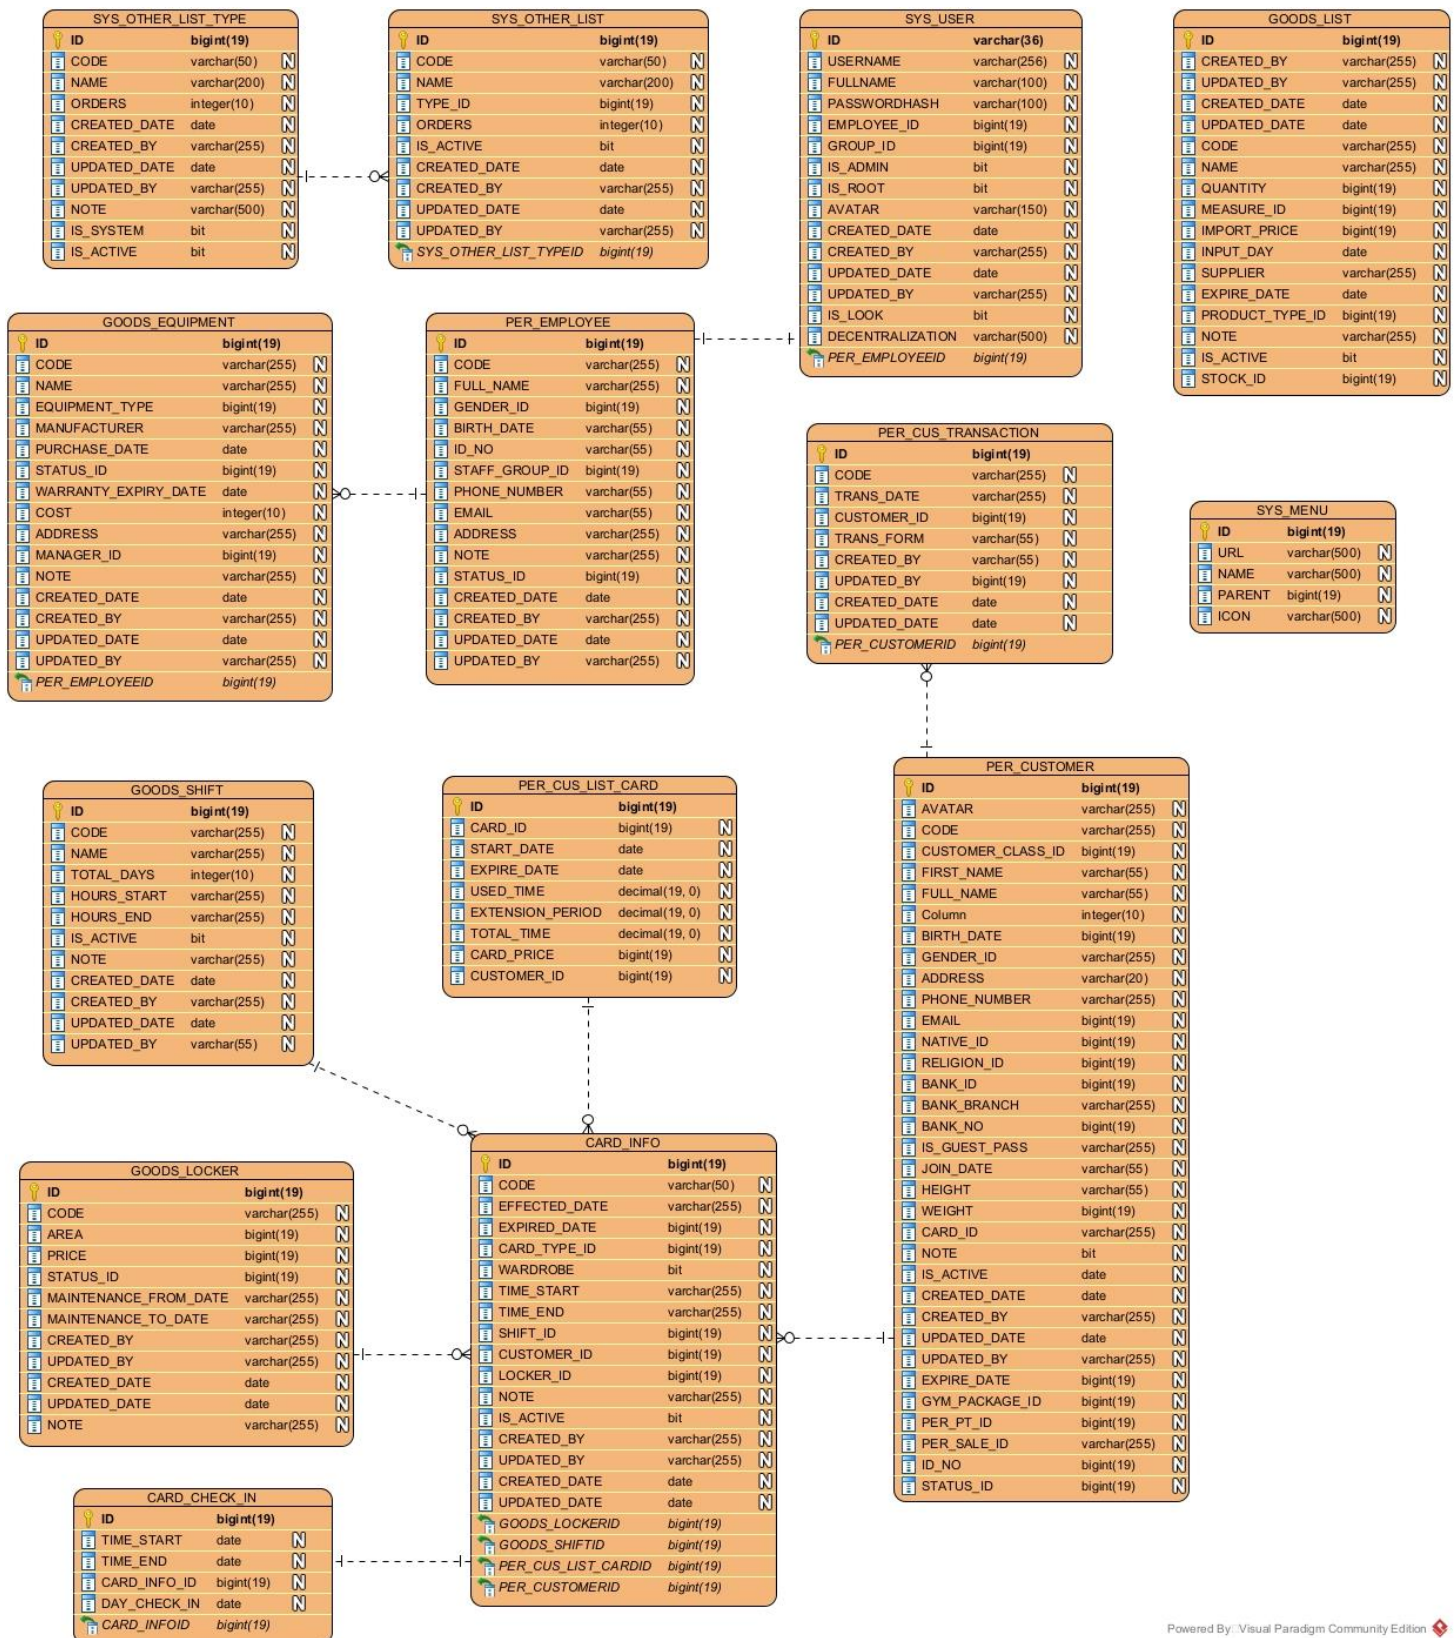 SYS_OTHER_LIST_TYPE
ID bigint(19)
CODE varchar(50) N
NAME varchar(200) N
ORDERS integer(10) N
CREATED_DATE date N
CREATED_BY varchar(255) N
UPDATED_DATE date N
UPDATED_BY varchar(255) N
NOTE varchar(500) N
IS_SYSTEM bit N
IS_ACTIVE bit N
SYS_OTHER_LIST
ID bigint(19)
CODE varchar(50) N
NAME varchar(200) N
TYPE_ID bigint(19) N
ORDERS integer(10) N
IS_ACTIVE bit N
CREATED_DATE date N
CREATED_BY varchar(255) N
UPDATED_DATE date N
UPDATED_BY varchar(255) N
SYS_OTHER_LIST_TYPEID bigint(19)
SYS_USER
ID varchar(36)
USERNAME varchar(256) N
FULLNAME varchar(100) N
PASSWORDHASH varchar(100) N
EMPLOYEE_ID bigint(19) N
GROUP_ID bigint(19) N
IS_ADMIN bit N
IS_ROOT bit N
AVATAR varchar(150) N
CREATED_DATE date N
CREATED_BY varchar(255) N
UPDATED_DATE date N
UPDATED_BY varchar(255) N
IS_LOOK bit N
DECENTRALIZATION varchar(500) N
PER_EMPLOYEEID bigint(19)
GOODS_LIST
ID bigint(19)
CREATED_BY varchar(255) N
UPDATED_BY varchar(255) N
CREATED_DATE date N
UPDATED_DATE date N
CODE varchar(255) N
NAME varchar(255) N
QUANTITY bigint(19) N
MEASURE_ID bigint(19) N
IMPORT_PRICE bigint(19) N
INPUT_DAY date N
SUPPLIER varchar(255) N
EXPIRE_DATE date N
PRODUCT_TYPE_ID bigint(19) N
NOTE varchar(255) N
IS_ACTIVE bit N
STOCK_ID bigint(19) N
GOODS_EQUIPMENT
ID bigint(19)
CODE varchar(255) N
NAME varchar(255) N
EQUIPMENT_TYPE bigint(19) N
MANUFACTURER varchar(255) N
PURCHASE_DATE date N
STATUS_ID bigint(19) N
WARRANTY_EXPIRY_DATE date N
COST integer(10) N
ADDRESS varchar(255) N
MANAGER_ID bigint(19) N
NOTE varchar(255) N
CREATED_DATE date N
CREATED_BY varchar(255) N
UPDATED_DATE date N
UPDATED_BY varchar(255) N
PER_EMPLOYEEID bigint(19)
PER_EMPLOYEE
ID bigint(19)
CODE varchar(255) N
FULL_NAME varchar(255) N
GENDER_ID bigint(19) N
BIRTH_DATE varchar(55) N
ID_NO varchar(55) N
STAFF_GROUP_ID bigint(19) N
PHONE_NUMBER varchar(55) N
EMAIL varchar(55) N
ADDRESS varchar(255) N
NOTE varchar(255) N
STATUS_ID bigint(19) N
CREATED_DATE date N
CREATED_BY varchar(255) N
UPDATED_DATE date N
UPDATED_BY varchar(255) N
PER_CUS_TRANSACTION
ID bigint(19)
CODE varchar(255) N
TRANS_DATE varchar(255) N
CUSTOMER_ID bigint(19) N
TRANS_FORM varchar(55) N
CREATED_BY varchar(55) N
UPDATED_BY bigint(19) N
CREATED_DATE date N
UPDATED_DATE date N
PER_CUSTOMERID bigint(19)
SYS_MENU
ID bigint(19)
URL varchar(500) N
NAME varchar(500) N
PARENT bigint(19) N
ICON varchar(500) N
GOODS_SHIFT
ID bigint(19)
CODE varchar(255) N
NAME varchar(255) N
TOTAL_DAYS integer(10) N
HOURS_START varchar(255) N
HOURS_END varchar(255) N
IS_ACTIVE bit N
NOTE varchar(255) N
CREATED_DATE date N
CREATED_BY varchar(255) N
UPDATED_DATE date N
UPDATED_BY varchar(55) N
PER_CUS_LIST_CARD
ID bigint(19)
CARD_ID bigint(19) N
START_DATE date N
EXPIRE_DATE date N
USED_TIME decimal(19, 0) N
EXTENSION_PERIOD decimal(19, 0) N
TOTAL_TIME decimal(19, 0) N
CARD_PRICE bigint(19) N
CUSTOMER_ID bigint(19) N
PER_CUSTOMER
ID bigint(19)
AVATAR varchar(255) N
CODE varchar(255) N
CUSTOMER_CLASS_ID bigint(19) N
FIRST_NAME varchar(55) N
FULL_NAME varchar(55) N
Column integer(10) N
BIRTH_DATE bigint(19) N
GENDER_ID varchar(255) N
ADDRESS varchar(20) N
PHONE_NUMBER varchar(255) N
EMAIL bigint(19) N
NATIVE_ID bigint(19) N
RELIGION_ID bigint(19) N
BANK_ID bigint(19) N
BANK_BRANCH varchar(255) N
BANK_NO bigint(19) N
IS_GUEST_PASS varchar(255) N
JOIN_DATE varchar(55) N
HEIGHT varchar(55) N
WEIGHT bigint(19) N
CARD_ID varchar(255) N
NOTE bit N
IS_ACTIVE date N
CREATED_DATE date N
CREATED_BY varchar(255) N
UPDATED_DATE date N
UPDATED_BY varchar(255) N
EXPIRE_DATE bigint(19) N
GYM_PACKAGE_ID bigint(19) N
PER_PT_ID bigint(19) N
PER_SALE_ID varchar(255) N
ID_NO bigint(19) N
STATUS_ID bigint(19) N
GOODS_LOCKER
ID bigint(19)
CODE varchar(255) N
AREA bigint(19) N
PRICE bigint(19) N
STATUS_ID bigint(19) N
MAINTENANCE_FROM_DATE varchar(255) N
MAINTENANCE_TO_DATE varchar(255) N
CREATED_BY varchar(255) N
UPDATED_BY varchar(255) N
CREATED_DATE date N
UPDATED_DATE date N
NOTE varchar(255) N
CARD_INFO
ID bigint(19)
CODE varchar(50) N
EFFECTED_DATE varchar(255) N
EXPIRED_DATE bigint(19) N
CARD_TYPE_ID bigint(19) N
WARDROBE bit N
TIME_START varchar(255) N
TIME_END varchar(255) N
SHIFT_ID bigint(19) N
CUSTOMER_ID bigint(19) N
LOCKER_ID bigint(19) N
NOTE varchar(255) N
IS_ACTIVE bit N
CREATED_BY varchar(255) N
UPDATED_BY varchar(255) N
CREATED_DATE date N
UPDATED_DATE date N
GOODS_LOCKERID bigint(19)
GOODS_SHIFTID bigint(19)
PER_CUS_LIST_CARDID bigint(19)
PER_CUSTOMERID bigint(19)
CARD_CHECK_IN
ID bigint(19)
TIME_START date N
TIME_END date N
CARD_INFO_ID bigint(19) N
DAY_CHECK_IN date N
CARD_INFOID bigint(19)
Powered By Visual Paradigm Community Edition